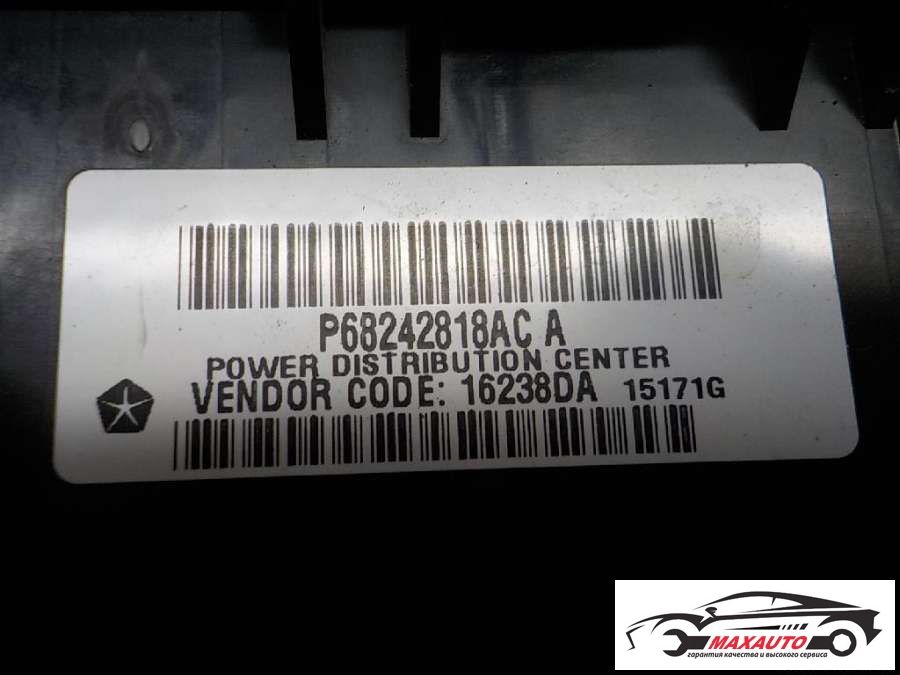 P68242818AC A
POWER DISTRIBUTION CENTER
VENDOR CODE: 16238DA 15171G
MAXAUTO
гарантия качества и высокого сервиса